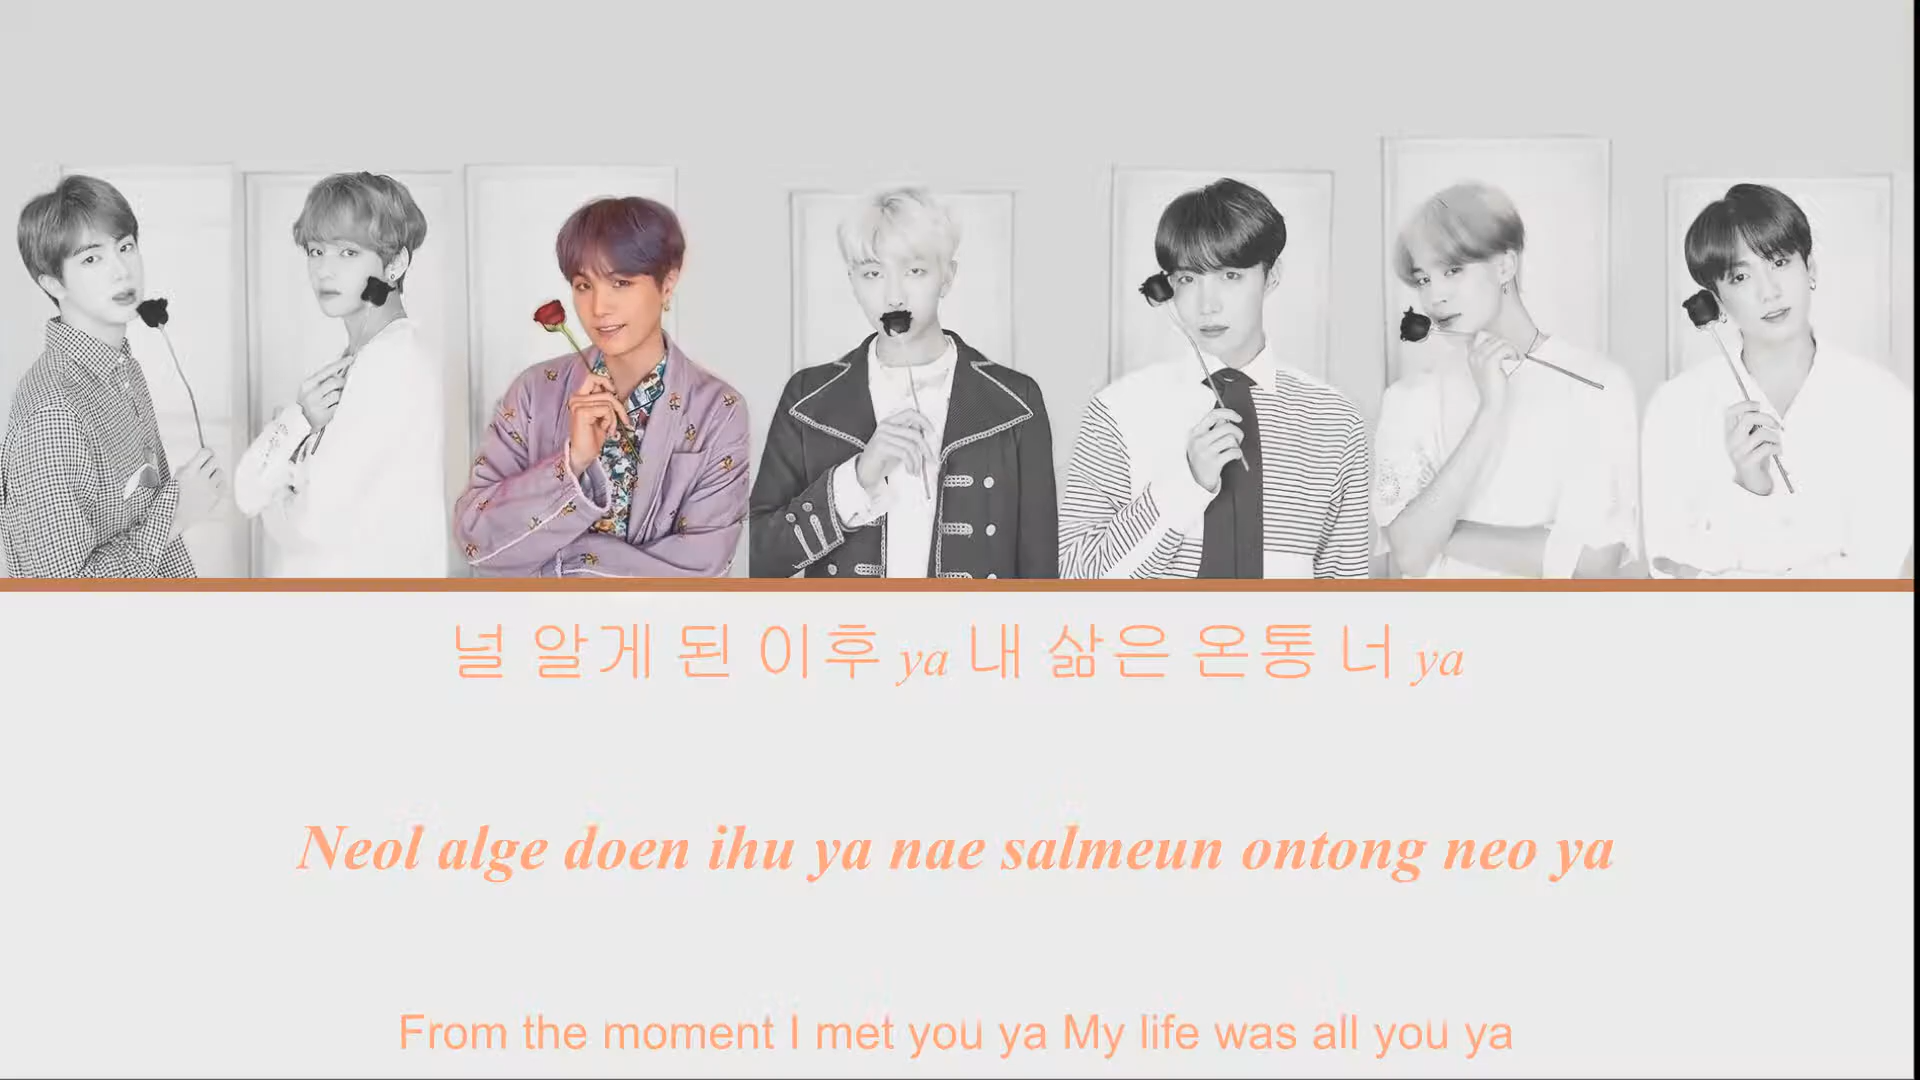 널 알게 된 이후 ya 내 삶은 온통 너 ya
Neol alge doen ihu ya nae salmeun ontong neo ya
From the moment I met you ya My life was all you ya